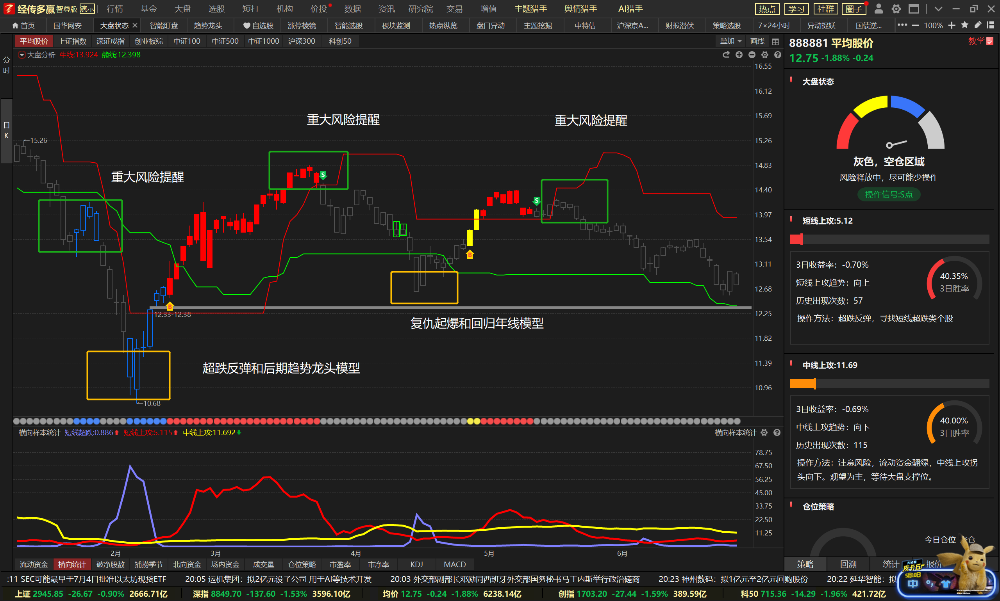 经传多赢 智尊版 演示 行情 基金 大盘 选股 短打 机构 价投 数据 资讯 研究院 交易 增值 主题猎手 舆情猎手 AI猎手 热点 学习 社群 圈子
首页 国华网安 大盘状态 智能盯盘 趋势龙头 自选股 涨停棱镜 智能选股 板块监测 热点纵览 盘口异动 主题挖掘 中特估 沪深京A... 财报潜伏 策略选股 7×24小时 异动捉妖 国债逆... 100%
平均股价 上证指数 深证成指 创业板综 中证100 中证500 中证1000 沪深300 科创50 叠加 画线
分时
日K
大盘分析 牛线:13.924 熊线:12.398
16.55
16.12
15.69
15.26
14.83
14.40
13.97
13.54
13.11
12.68
12.25
11.82
11.39
10.96
重大风险提醒
重大风险提醒
重大风险提醒
←15.26
S
S
B
B
12.33-12.38
复仇起爆和回归年线模型
超跌反弹和后期趋势龙头模型
←10.68
横向样本统计 短线超跌:0.886 短线上攻:5.115 中线上攻:11.692 横向样本统计
78.75
67.50
56.25
45.00
33.75
22.50
11.25
2月 3月 4月 5月 6月
流动资金 横向统计 破净股数 捕捞季节 北向资金 场内资金 成交量 仓位策略 市盈率 市净率 KDJ MACD
888881 平均股价 教学
12.75 -1.88% -0.24
大盘状态
灰色，空仓区域
风险释放中，尽可能少操作
操作信号:S点
短线上攻:5.12
3日收益率：-0.70%
短线上攻趋势：向上
历史出现次数：57
40.35%
3日胜率
操作方法：超跌反弹，寻找短线超跌类个股
中线上攻:11.69
3日收益率：-0.69%
中线上攻趋势：向下
历史出现次数：115
40.00%
3日胜率
操作方法：注意风险，流动资金翻绿，中线上攻拐
头向下。观望为主，等待大盘支撑位。
仓位策略
今日仓位
策略 回溯 统计 报价
5月10日
中
:11 SEC可能最早于7月4日批准以太坊现货ETF 20:05 运机集团：拟2亿元设子公司 用于AI等技术开发 20:03 外交部副部长邓励同西班牙外交部国务秘书马丁内斯举行政治磋商 20:23 神州数码：拟1亿元至2亿元回购股份 20:22 延华智能：拟
上证 2945.85 -26.67 -0.90% 2666.71亿 深指 8849.70 -137.60 -1.53% 3596.10亿 均价 12.75 -0.24 -1.88% 6238.14亿 创指 1703.20 -27.44 -1.59% 389.59亿 科50 715.36 -14.29 -1.96% 421.72亿